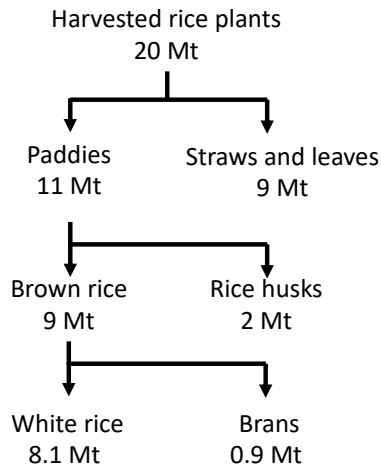 Harvested rice plants
20 Mt
Paddies
11 Mt
Straws and leaves
9 Mt
Brown rice
9 Mt
Rice husks
2 Mt
White rice
8.1 Mt
Brans
0.9 Mt